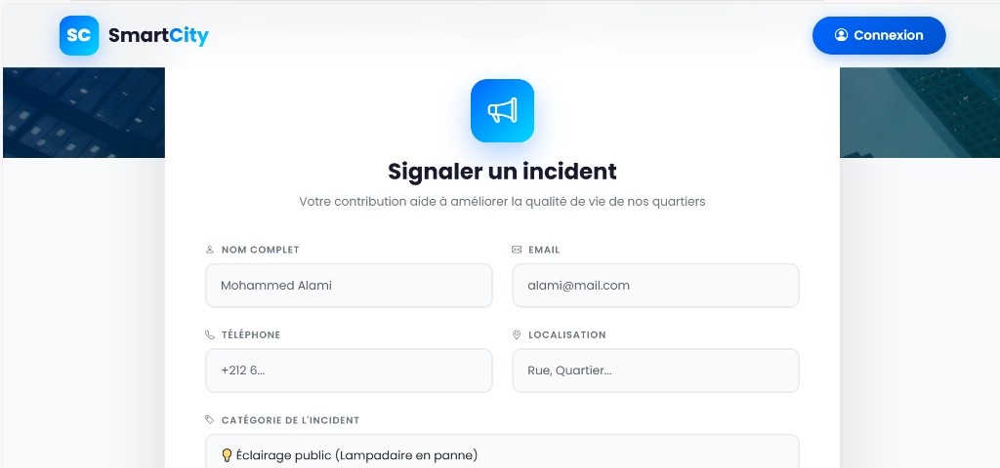 SC SmartCity
Connexion
Signaler un incident
Votre contribution aide à améliorer la qualité de vie de nos quartiers
NOM COMPLET
Mohammed Alami
EMAIL
alami@mail.com
TÉLÉPHONE
+212 6...
LOCALISATION
Rue, Quartier...
CATÉGORIE DE L'INCIDENT
Éclairage public (Lampadaire en panne)